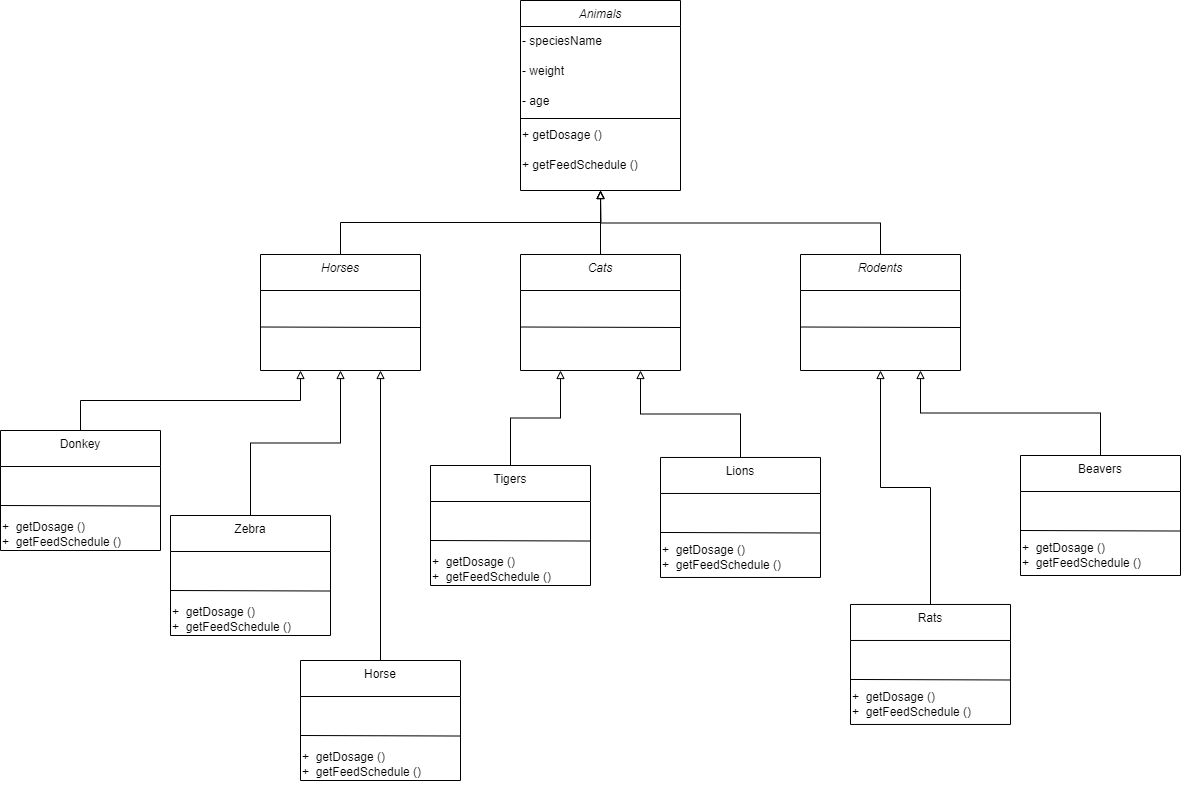 Animals
- speciesName
- weight
- age
+ getDosage ()
+ getFeedSchedule ()
Horses
Cats
Rodents
Donkey
+ getDosage ()
+ getFeedSchedule ()
Zebra
+ getDosage ()
+ getFeedSchedule ()
Horse
+ getDosage ()
+ getFeedSchedule ()
Tigers
+ getDosage ()
+ getFeedSchedule ()
Lions
+ getDosage ()
+ getFeedSchedule ()
Rats
+ getDosage ()
+ getFeedSchedule ()
Beavers
+ getDosage ()
+ getFeedSchedule ()